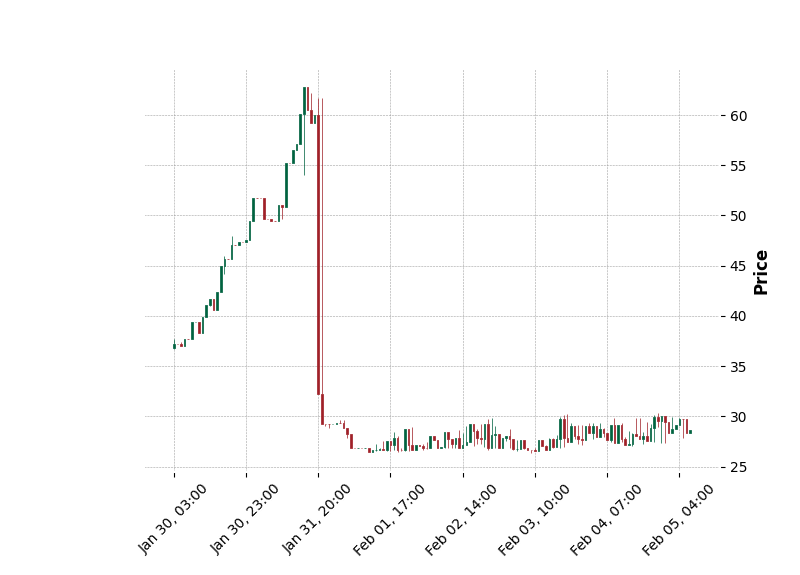 60
55
50
45
40
35
30
25
Price
Jan 30, 03:00
Jan 30, 23:00
Jan 31, 20:00
Feb 01, 17:00
Feb 02, 14:00
Feb 03, 10:00
Feb 04, 07:00
Feb 05, 04:00